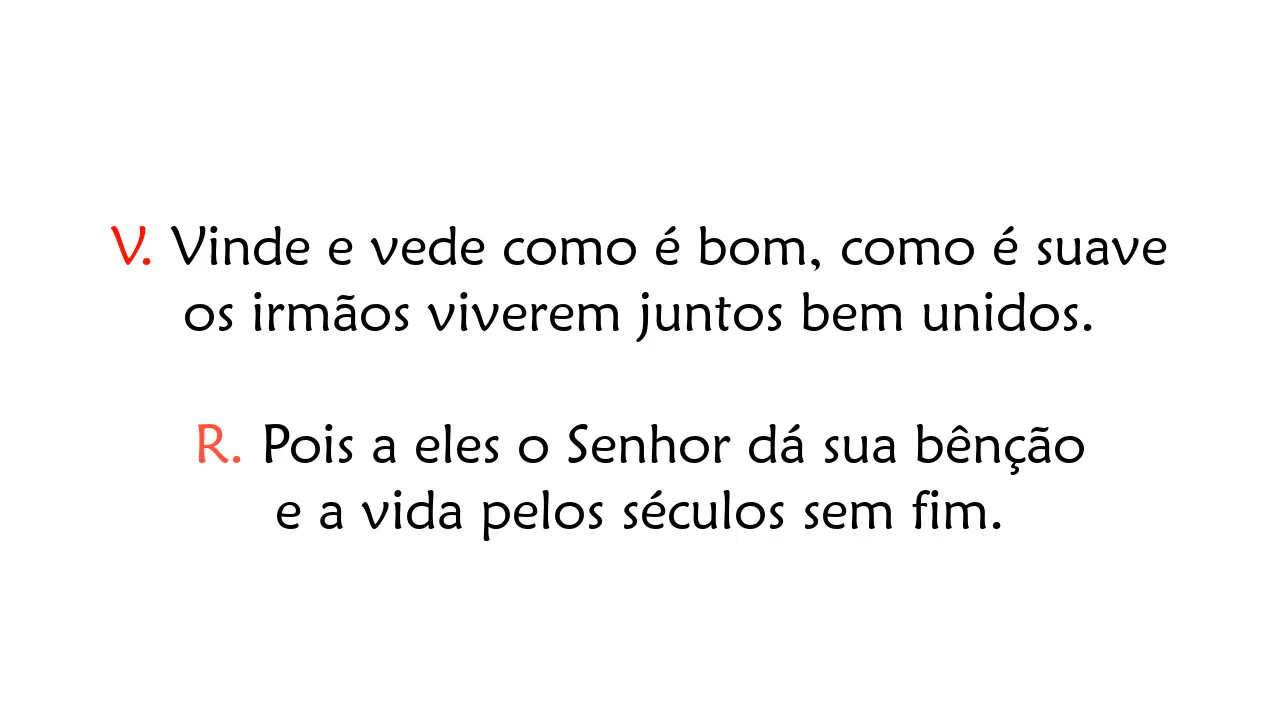 V. Vinde e vede como é bom, como é suave
os irmãos viverem juntos bem unidos.
R. Pois a eles o Senhor dá sua bênção
e a vida pelos séculos sem fim.